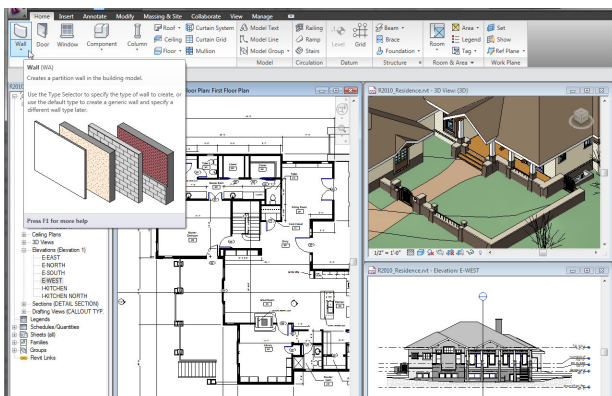 Home Insert Annotate Modify Massing & Site Collaborate View Manage
Wall Door Window Component Column
Roof Curtain System
Ceiling Curtain Grid
Floor Mullion
Model Text
Model Line
Model Group
Model
Railing
Ramp
Stairs
Circulation
Level Grid
Datum
Beam
Brace
Foundation
Structure
Room
Area
Legend
Tag
Room & Area
Set
Show
Ref Plane
Work Plane
Wall (WA)
Creates a partition wall in the building model.
Use the Type Selector to specify the type of wall to create, or
use the default type to create a generic wall and specify a
different wall type later.
Press F1 for more help
Floor Plan: First Floor Plan
R2010_Residence.rvt - 3D View: {3D}
1/2" = 1'-0"
R2010_Residence.rvt - Elevation: E-WEST
Ceiling Plans
3D Views
Elevations (Elevation 1)
E-EAST
E-NORTH
E-SOUTH
E-WEST
I-KITCHEN
I-KITCHEN NORTH
Sections (DETAIL SECTION)
Drafting Views (CALLOUT TYP.
Legends
Schedules/Quantities
Sheets (all)
Families
Groups
Revit Links